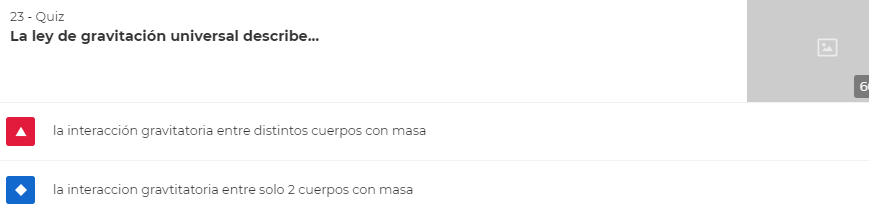 23 - Quiz
La ley de gravitación universal describe...
la interacción gravitatoria entre distintos cuerpos con masa
la interaccion gravtitatoria entre solo 2 cuerpos con masa